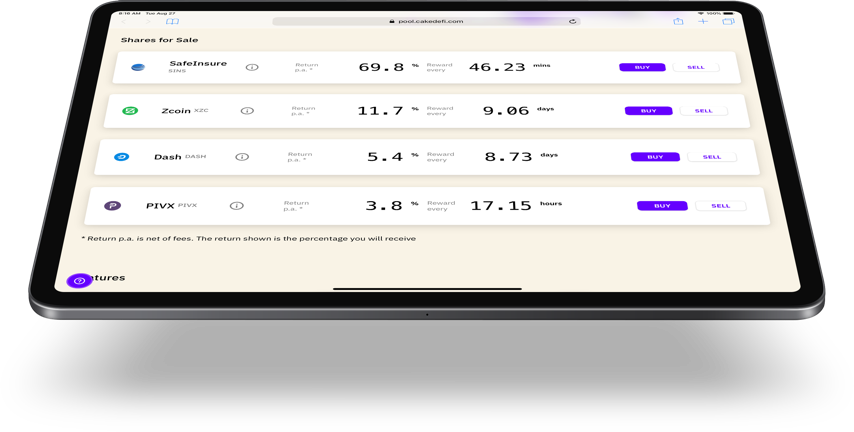 8:16 AM Tue Aug 27 100%
pool.cakedefi.com
Shares for Sale
SafeInsure
SINS
Return
p.a. *
69.8 %
Reward
every
46.23 mins
BUY SELL
Zcoin XZC
Return
p.a. *
11.7 %
Reward
every
9.06 days
BUY SELL
Dash DASH
Return
p.a. *
5.4 %
Reward
every
8.73 days
BUY SELL
PIVX PIVX
Return
p.a. *
3.8 %
Reward
every
17.15 hours
BUY SELL
* Return p.a. is net of fees. The return shown is the percentage you will receive
tures